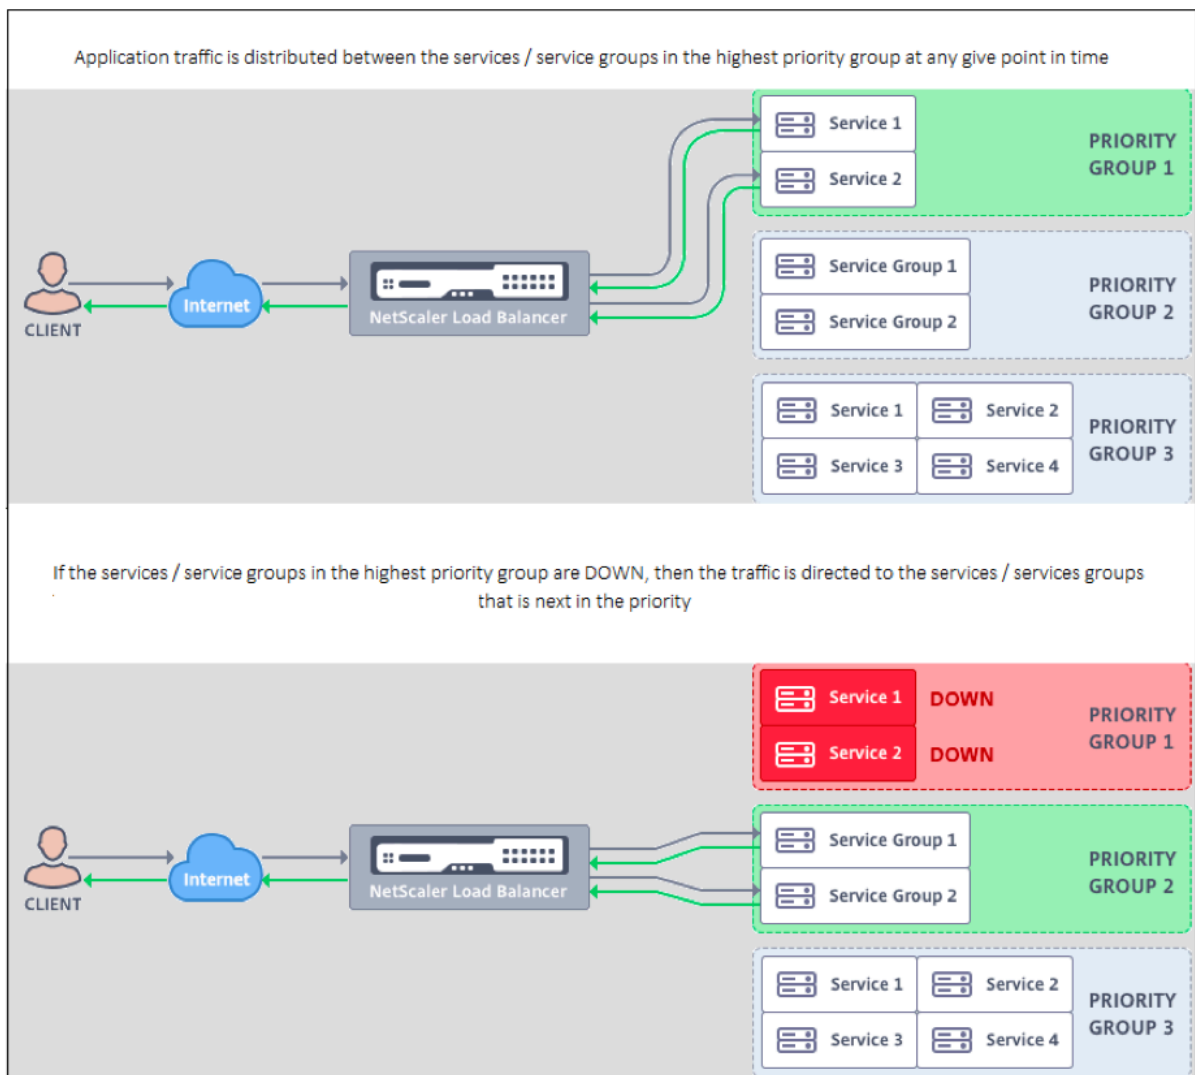 Application traffic is distributed between the services / service groups in the highest priority group at any give point in time
Service 1
Service 2
PRIORITY
GROUP 1
Service Group 1
Service Group 2
PRIORITY
GROUP 2
CLIENT
Internet
NetScaler Load Balancer
Service 1
Service 2
Service 3
Service 4
PRIORITY
GROUP 3
If the services / service groups in the highest priority group are DOWN, then the traffic is directed to the services / services groups
that is next in the priority
Service 1 DOWN
Service 2 DOWN
PRIORITY
GROUP 1
Service Group 1
Service Group 2
PRIORITY
GROUP 2
CLIENT
Internet
NetScaler Load Balancer
Service 1
Service 2
Service 3
Service 4
PRIORITY
GROUP 3